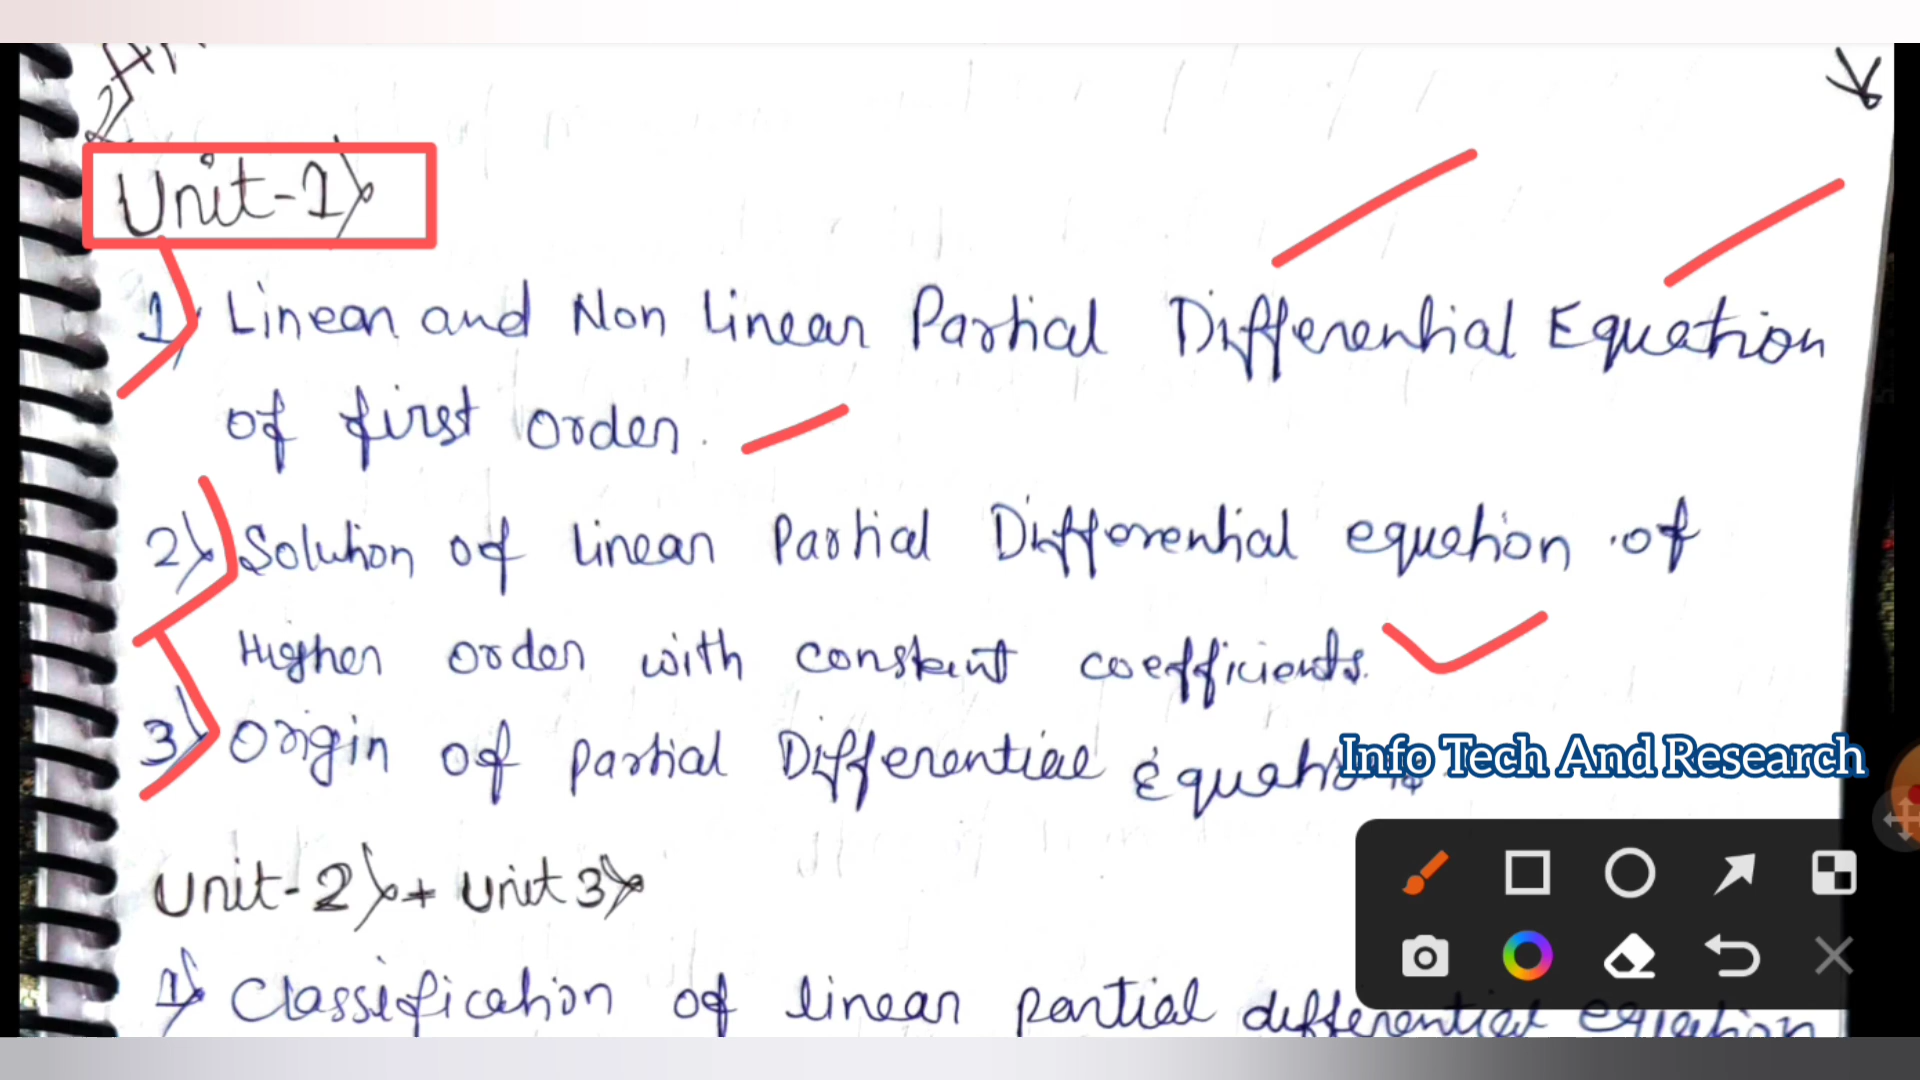 Unit-1)
1) Linear and Non Linear Partial Differential Equation
of first order.
2) Solution of linear Partial Differential equation of
Higher order with constant coefficients.
3) Origin of partial Differential Equations
Info Tech And Research
Unit-2) + Unit 3)
1) Classification of linear partial differential equation